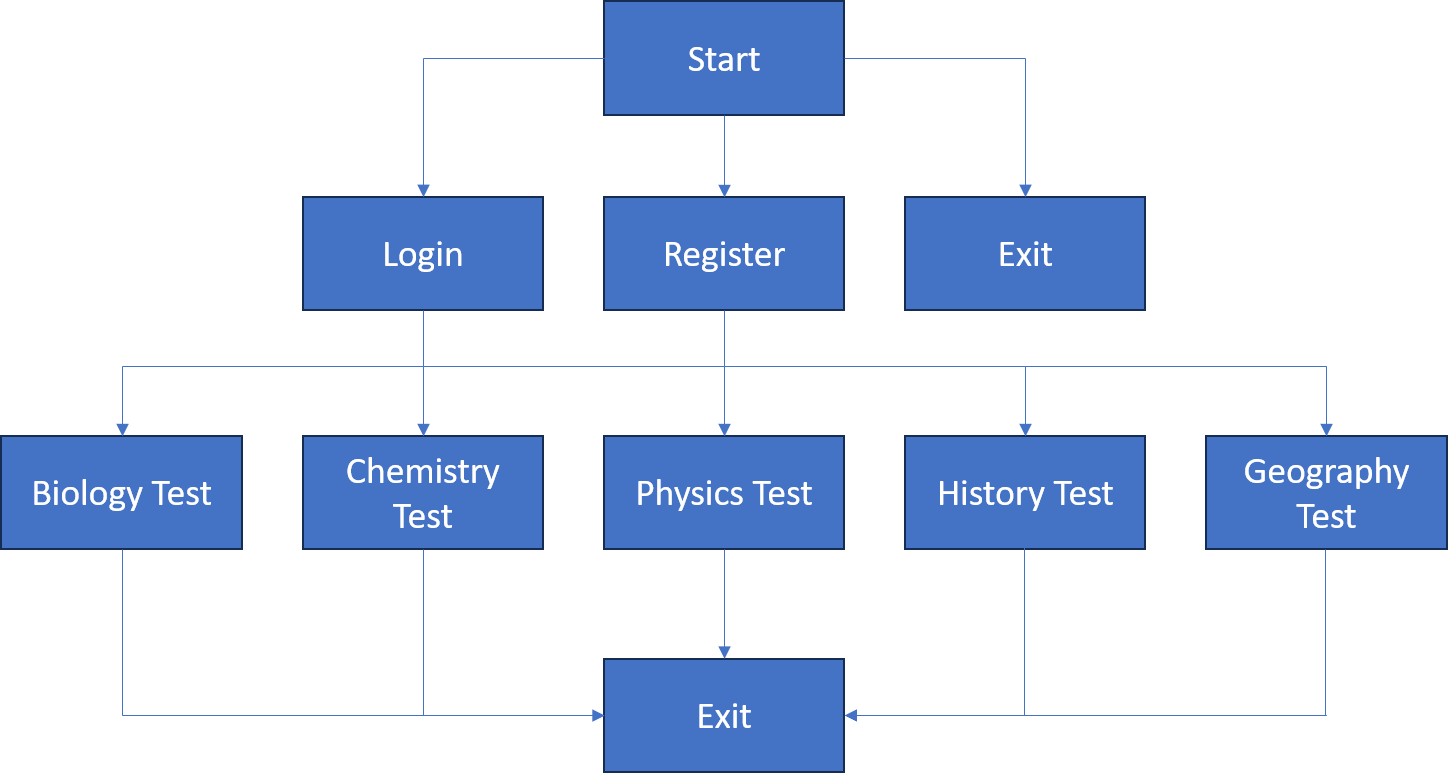 Start
Login
Register
Exit
Biology Test
Chemistry
Test
Physics Test
History Test
Geography
Test
Exit